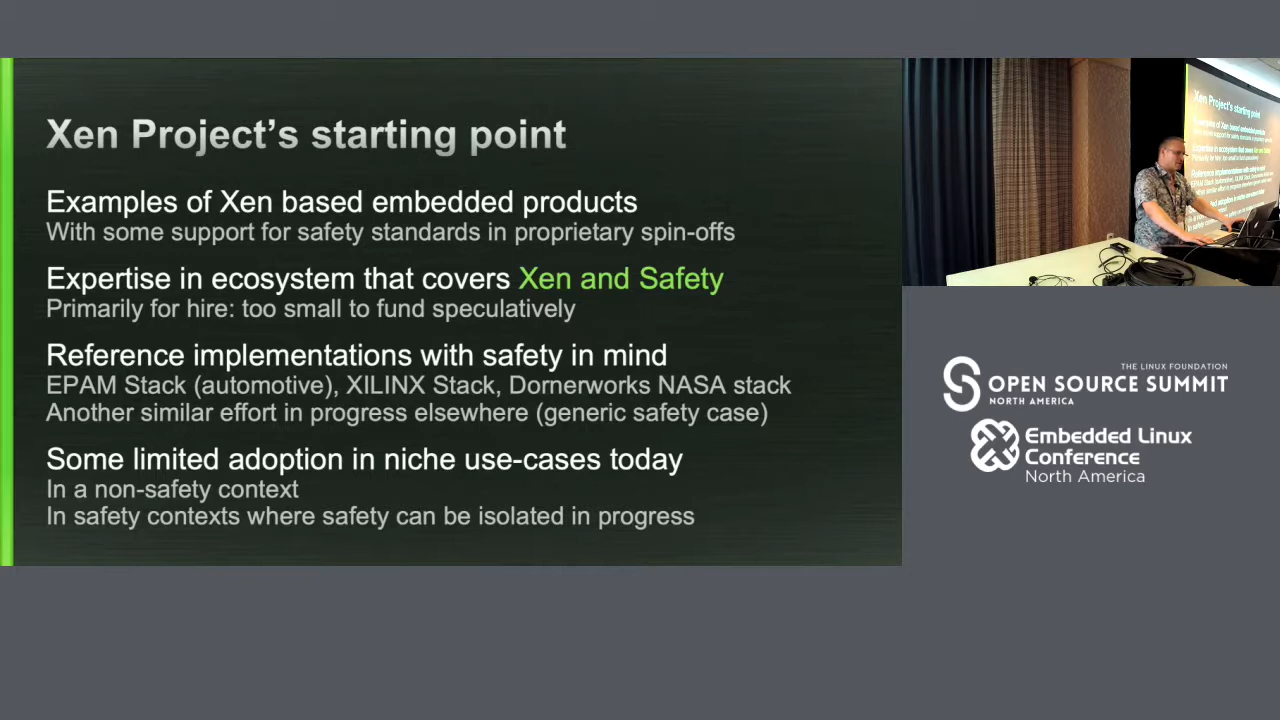 Xen Project's starting point
Examples of Xen based embedded products
With some support for safety standards in proprietary spin-offs
Expertise in ecosystem that covers Xen and Safety
Primarily for hire: too small to fund speculatively
Reference implementations with safety in mind
EPAM Stack (automotive), XILINX Stack, Dornerworks NASA stack
Another similar effort in progress elsewhere (generic safety case)
Some limited adoption in niche use-cases today
In a non-safety context
In safety contexts where safety can be isolated in progress
Xen Project's starting point
THE LINUX FOUNDATION
OPEN SOURCE SUMMIT
NORTH AMERICA
Embedded Linux
Conference
North America